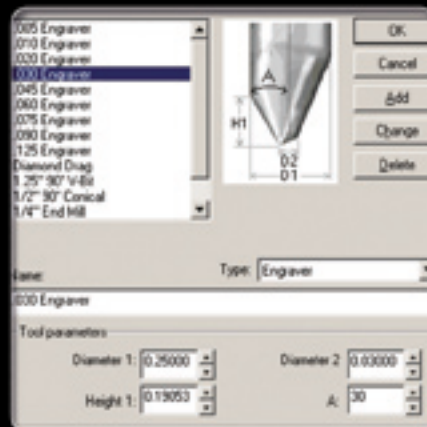 .005 Engraver
.010 Engraver
.020 Engraver
.030 Engraver
.045 Engraver
.060 Engraver
.075 Engraver
.090 Engraver
.125 Engraver
Diamond Drag
1.25" 90° V-Bit
1/2" 90° Conical
1/4" End Mill
A
H1
D2
D1
OK
Cancel
Add
Change
Delete
Name:
Type: Engraver
.030 Engraver
Tool parameters
Diameter 1: 0.25000
Diameter 2 0.03000
Height 1: 0.19053
A: 30